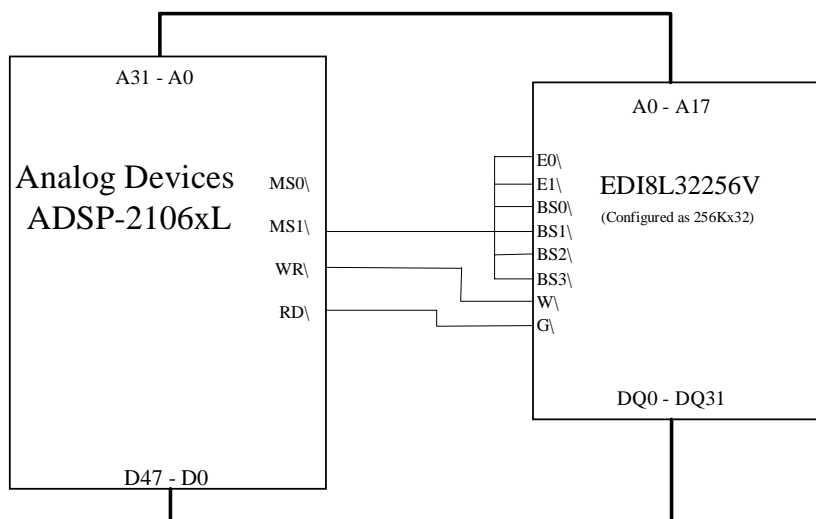 A31 - A0
Analog Devices
ADSP-2106xL
MS0\
MS1\
WR\
RD\
D47 - D0
A0 - A17
E0\
E1\
BS0\
BS1\
BS2\
BS3\
W\
G\
EDI8L32256V
(Configured as 256Kx32)
DQ0 - DQ31